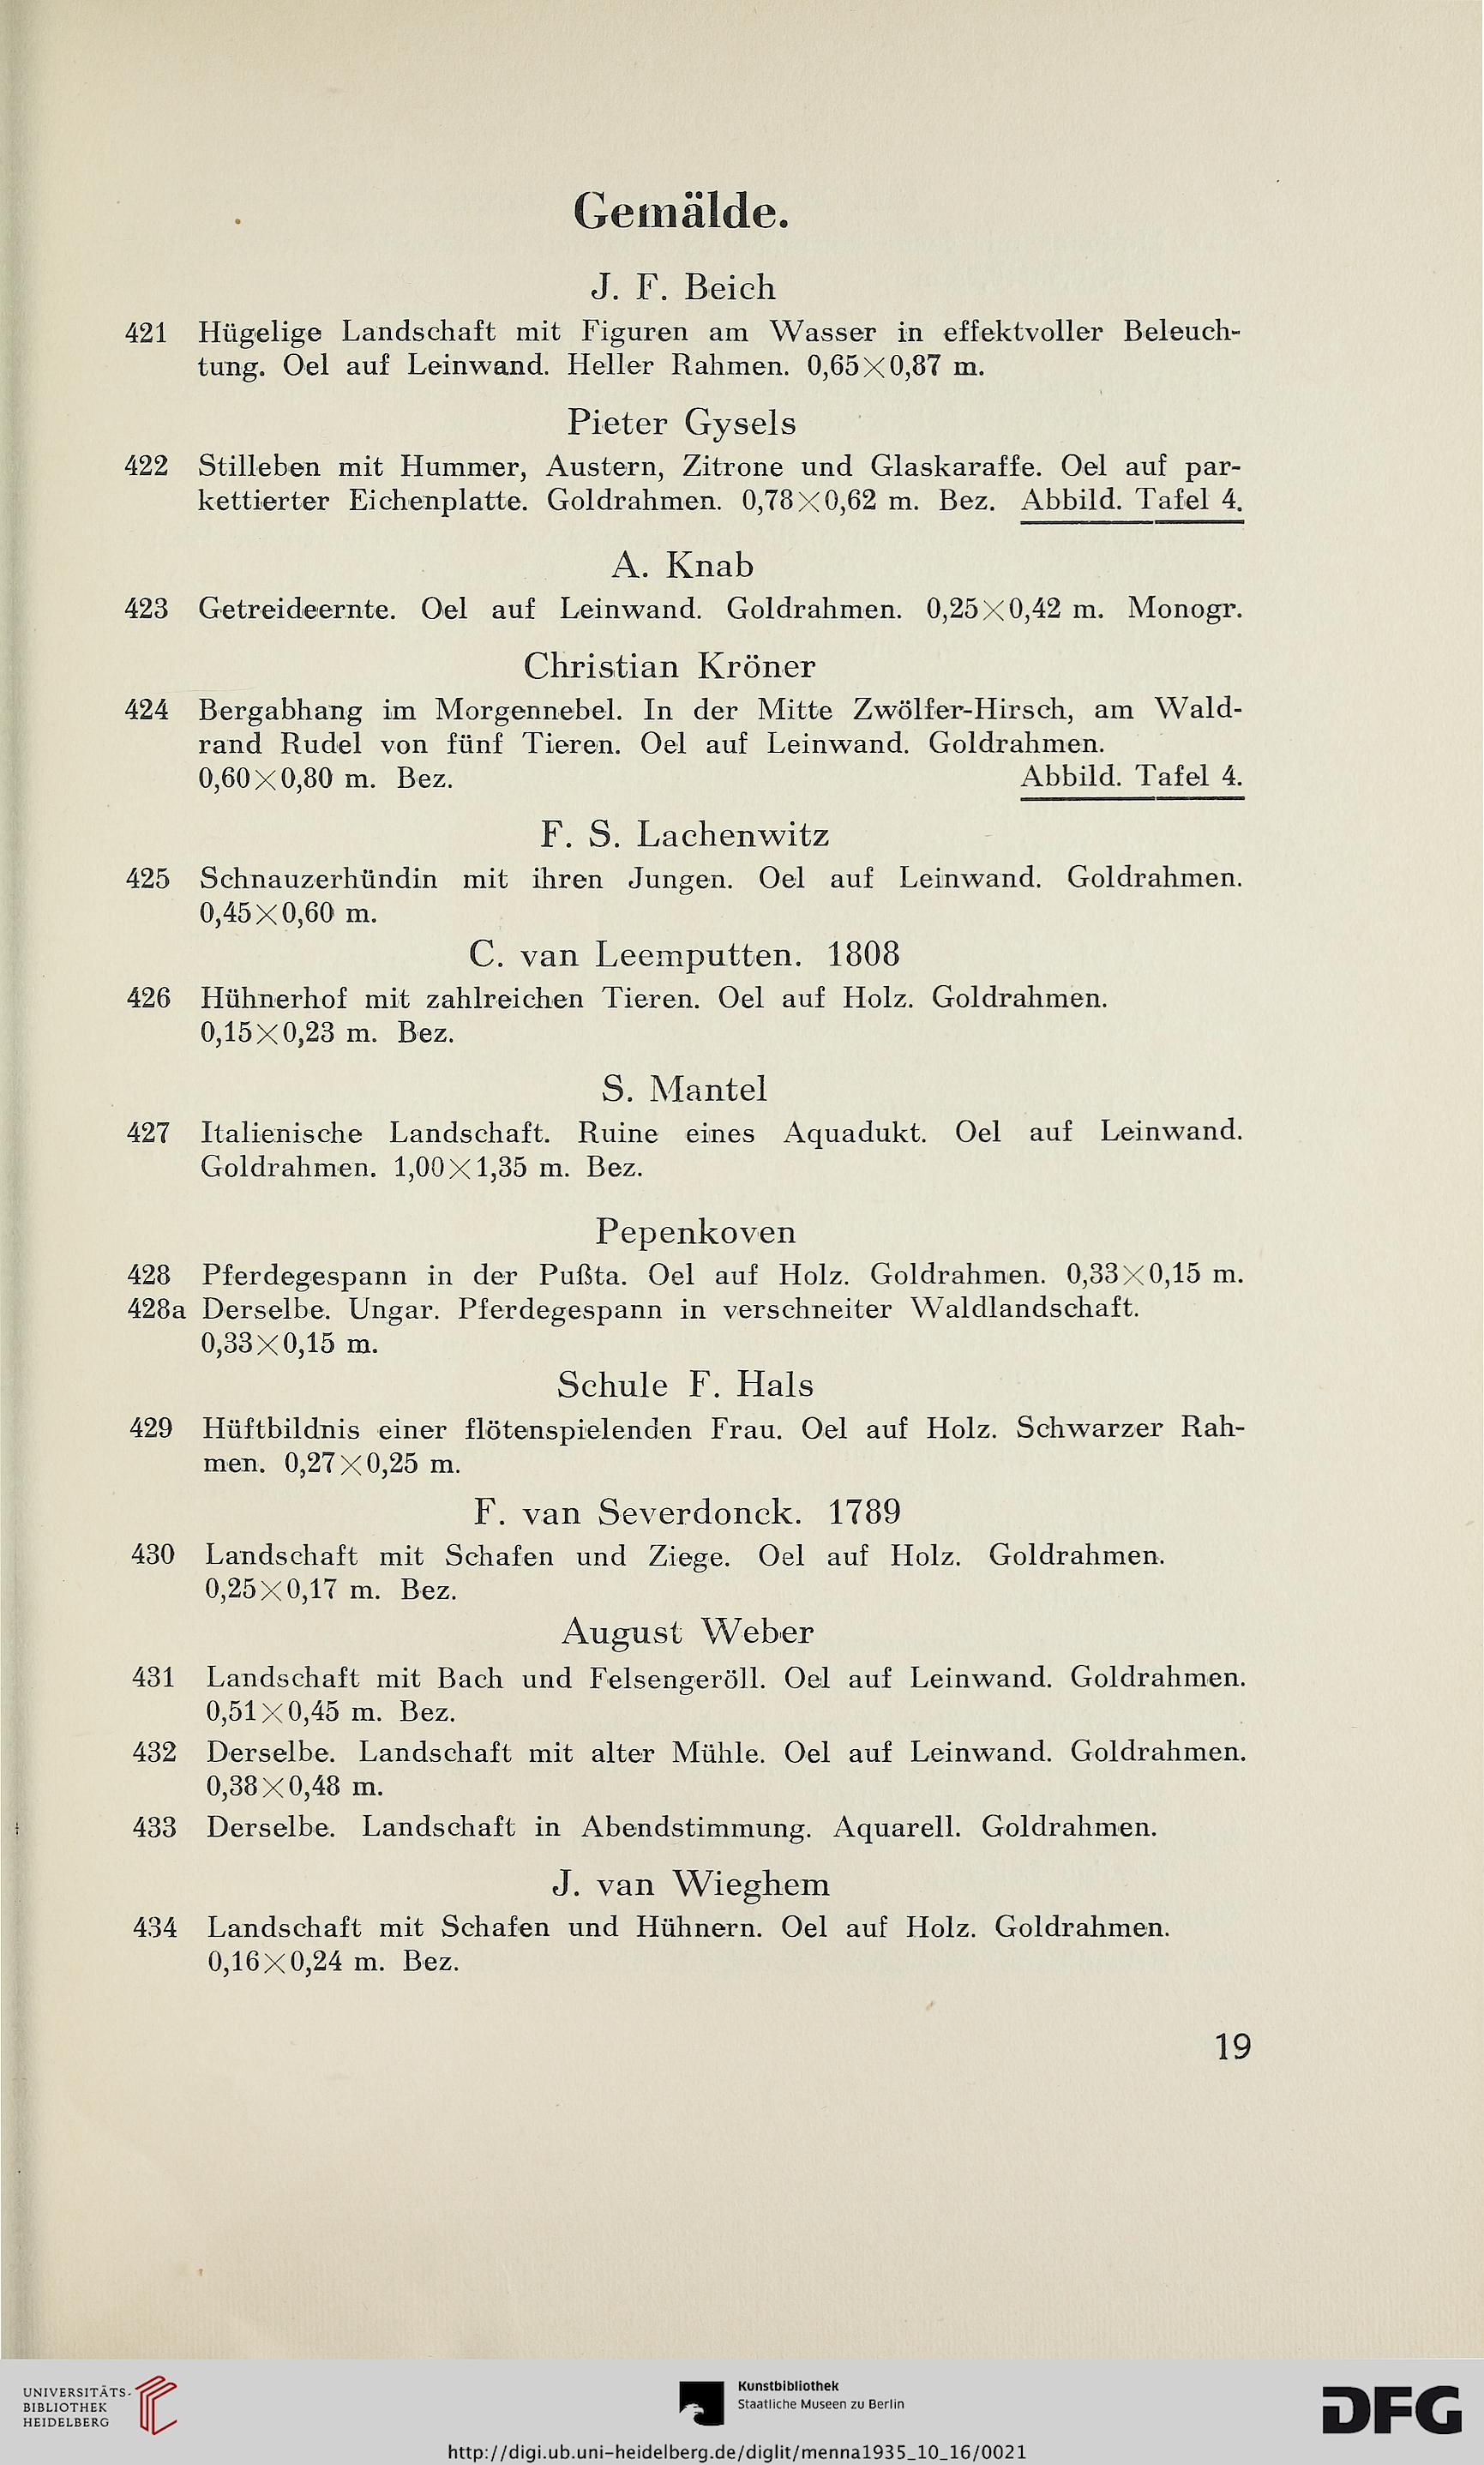 Gemälde.
J. F. Beich
421 Hügelige Landschaft mit Figuren am Wasser in effektvoller Beleuch-
tung. Oel auf Leinwand. Heller Rahmen. 0,65×0,87 m.
Pieter Gysels
422 Stilleben mit Hummer, Austern, Zitrone und Glaskaraffe. Oel auf par-
kettierter Eichenplatte. Goldrahmen. 0,78×0,62 m. Bez. Abbild. Tafel 4.
A. Knab
423 Getreideernte. Oel auf Leinwand. Goldrahmen. 0,25×0,42 m. Monogr.
Christian Kröner
424 Bergabhang im Morgennebel. In der Mitte Zwölfer-Hirsch, am Wald-
rand Rudel von fünf Tieren. Oel auf Leinwand. Goldrahmen.
0,60×0,80 m. Bez. Abbild. Tafel 4.
F. S. Lachenwitz
425 Schnauzerhündin mit ihren Jungen. Oel auf Leinwand. Goldrahmen.
0,45×0,60 m.
C. van Leemputten. 1808
426 Hühnerhof mit zahlreichen Tieren. Oel auf Holz. Goldrahmen.
0,15×0,23 m. Bez.
S. Mantel
427 Italienische Landschaft. Ruine eines Aquadukt. Oel auf Leinwand.
Goldrahmen. 1,00×1,35 m. Bez.
Pepenkoven
428 Pferdegespann in der Pußta. Oel auf Holz. Goldrahmen. 0,33×0,15 m.
428a Derselbe. Ungar. Pferdegespann in verschneiter Waldlandschaft.
0,33×0,15 m.
Schule F. Hals
429 Hüftbildnis einer flötenspielenden Frau. Oel auf Holz. Schwarzer Rah-
men. 0,27×0,25 m.
F. van Severdonck. 1789
430 Landschaft mit Schafen und Ziege. Oel auf Holz. Goldrahmen.
0,25×0,17 m. Bez.
August Weber
431 Landschaft mit Bach und Felsengeröll. Oel auf Leinwand. Goldrahmen.
0,51×0,45 m. Bez.
432 Derselbe. Landschaft mit alter Mühle. Oel auf Leinwand. Goldrahmen.
0,38×0,48 m.
433 Derselbe. Landschaft in Abendstimmung. Aquarell. Goldrahmen.
J. van Wieghem
434 Landschaft mit Schafen und Hühnern. Oel auf Holz. Goldrahmen.
0,16×0,24 m. Bez.
19
UNIVERSITÄTS-
BIBLIOTHEK
HEIDELBERG
Kunstbibliothek
Staatliche Museen zu Berlin
DFG
http://digi.ub.uni-heidelberg.de/diglit/menna1935_10_16/0021